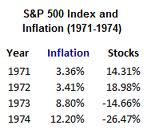 S&P 500 Index and
Inflation (1971-1974)
Year Inflation Stocks
1971 3.36% 14.31%
1972 3.41% 18.98%
1973 8.80% -14.66%
1974 12.20% -26.47%